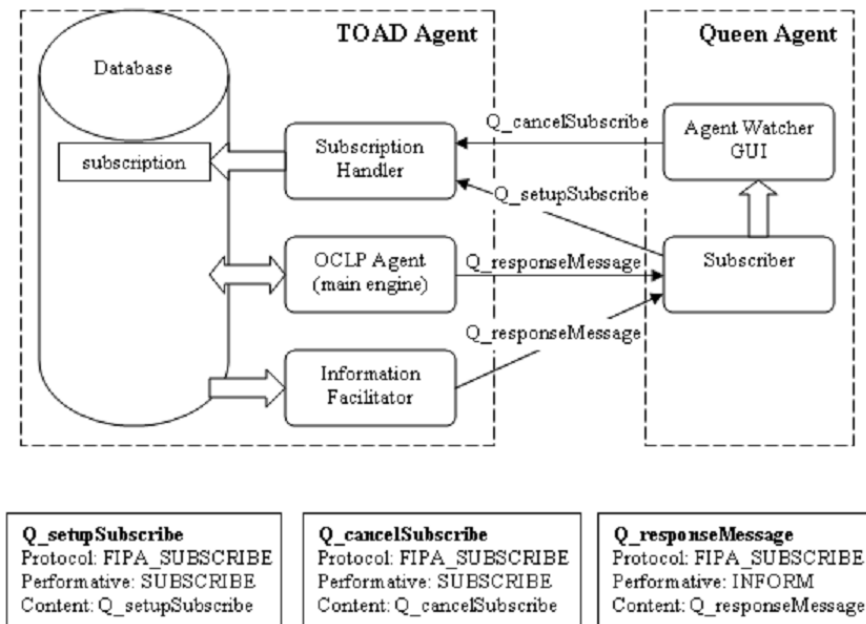 TOAD Agent
Queen Agent
Database
subscription
Subscription
Handler
Q_cancelSubscribe
Agent Watcher
GUI
Q_setupSubscribe
OCLP Agent
(main engine)
Q_responseMessage
Subscriber
Q_responseMessage
Information
Facilitator
Q_setupSubscribe
Protocol: FIPA_SUBSCRIBE
Performative: SUBSCRIBE
Content: Q_setupSubscribe
Q_cancelSubscribe
Protocol: FIPA_SUBSCRIBE
Performative: SUBSCRIBE
Content: Q_cancelSubscribe
Q_responseMessage
Protocol: FIPA_SUBSCRIBE
Performative: INFORM
Content: Q_responseMessage